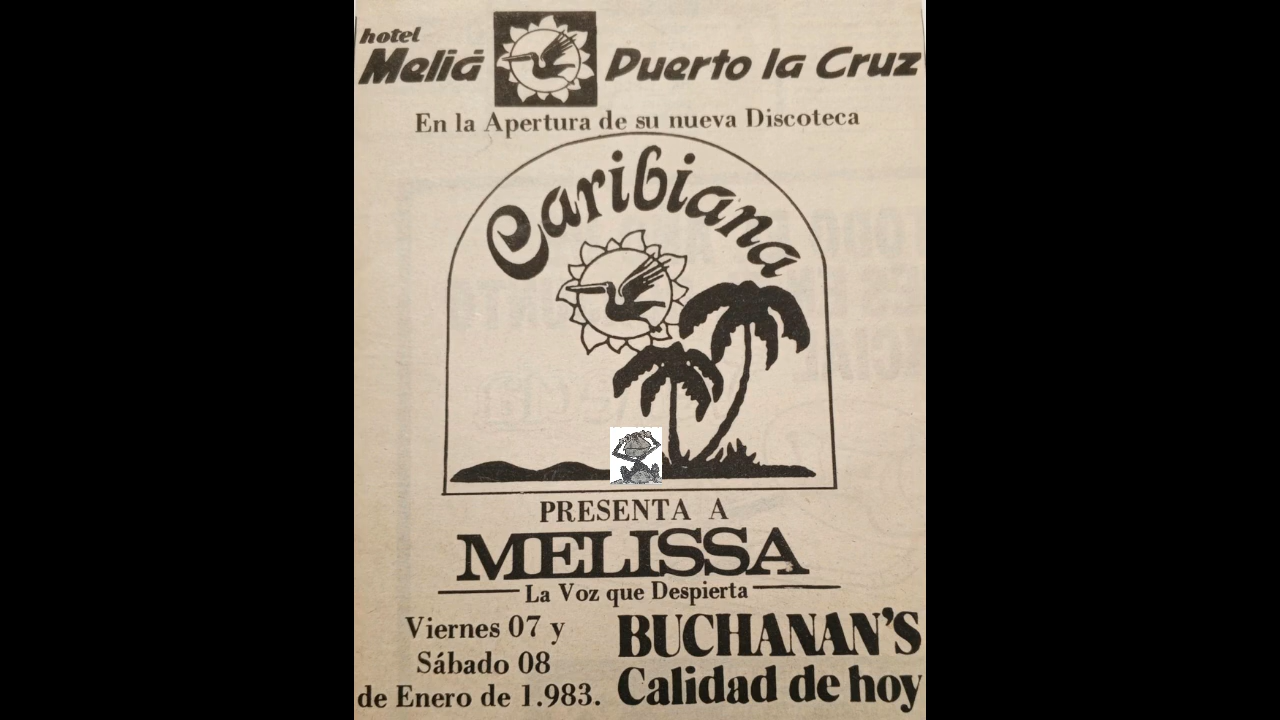 hotel
Meliá Puerto la Cruz
En la Apertura de su nueva Discoteca
Caribiana
PRESENTA A
MELISSA
La Voz que Despierta
Viernes 07 y
Sábado 08
de Enero de 1.983.
BUCHANAN'S
Calidad de hoy